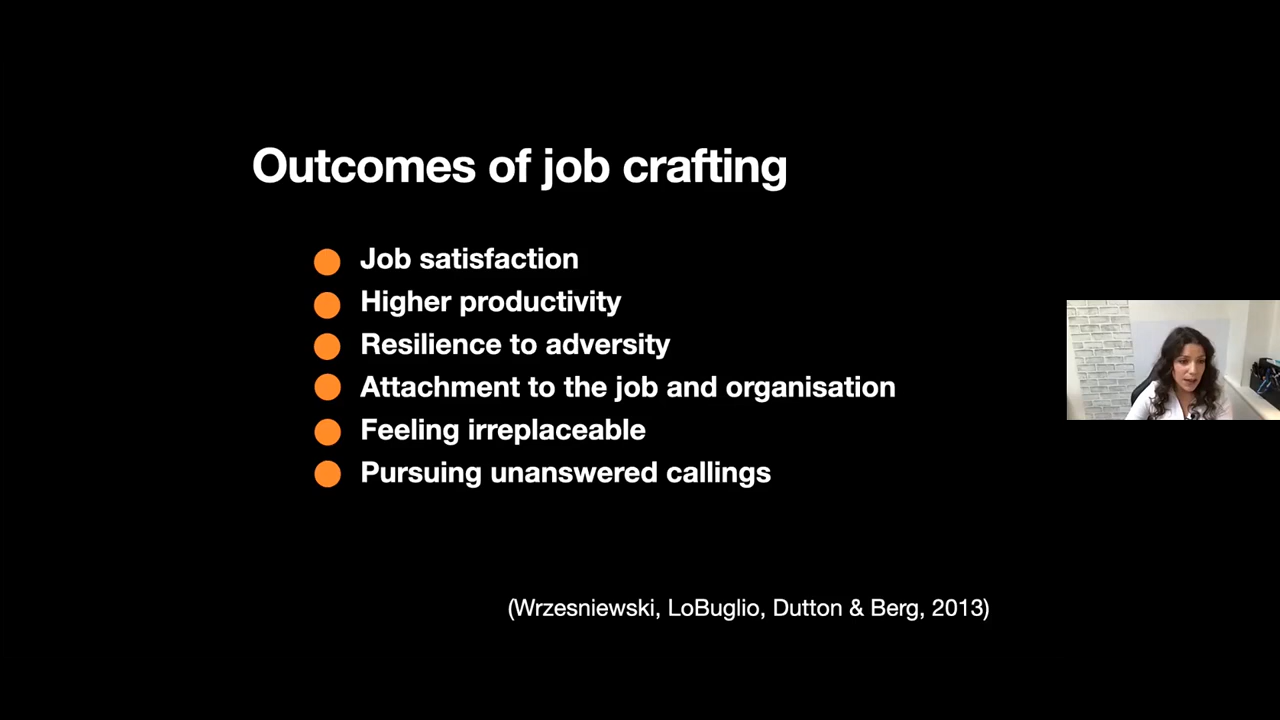 Outcomes of job crafting
Job satisfaction
Higher productivity
Resilience to adversity
Attachment to the job and organisation
Feeling irreplaceable
Pursuing unanswered callings
(Wrzesniewski, LoBuglio, Dutton & Berg, 2013)